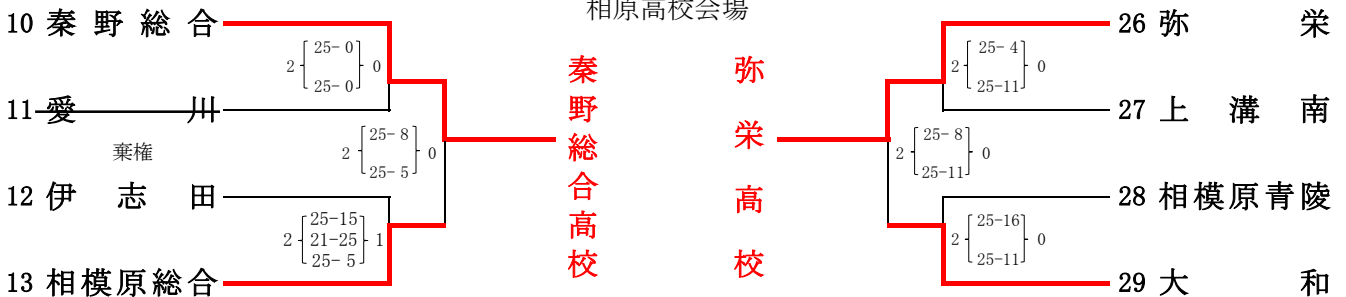 相原高校会場
10 秦野総合
2 25- 0 0
25- 0
11 愛川
棄権
2 25- 8 0
25- 5
12 伊志田
25-15
2 21-25 1
25- 5
13 相模原総合
秦野総合高校
弥栄高校
26 弥栄
2 25- 4 0
25-11
27 上溝南
2 25- 8 0
25-11
28 相模原青陵
2 25-16 0
25-11
29 大和